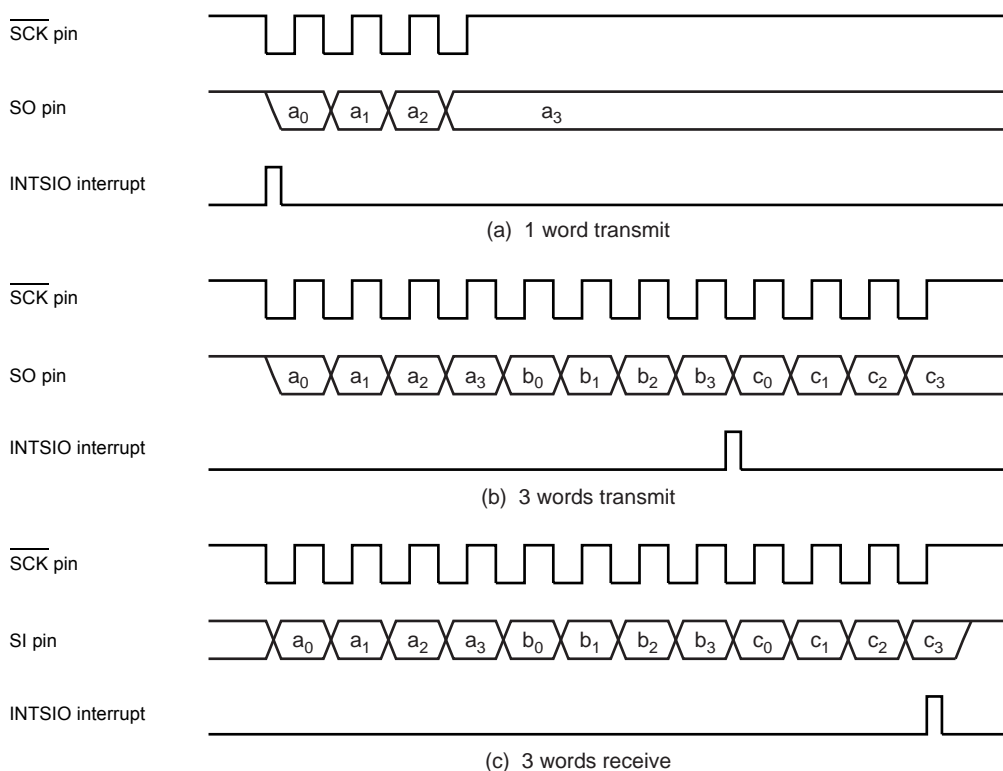 SCK pin
SO pin
a0 a1 a2 a3
INTSIO interrupt
(a) 1 word transmit
SCK pin
SO pin
a0 a1 a2 a3 b0 b1 b2 b3 c0 c1 c2 c3
INTSIO interrupt
(b) 3 words transmit
SCK pin
SI pin
a0 a1 a2 a3 b0 b1 b2 b3 c0 c1 c2 c3
INTSIO interrupt
(c) 3 words receive